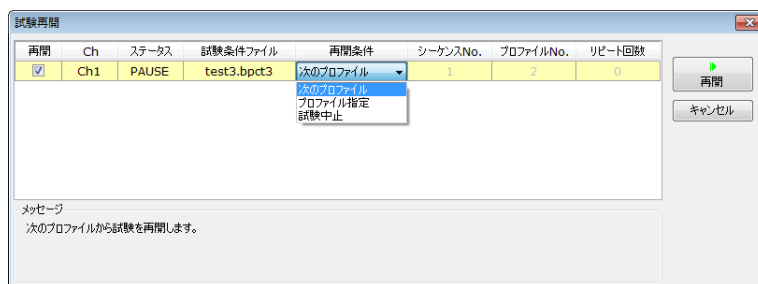 試験再開
再開 Ch ステータス 試験条件ファイル 再開条件 シーケンスNo. プロファイルNo. リピート回数
Ch1 PAUSE test3.bpct3 次のプロファイル 1 2 0
次のプロファイル
プロファイル指定
試験中止
再開
キャンセル
メッセージ
次のプロファイルから試験を再開します。